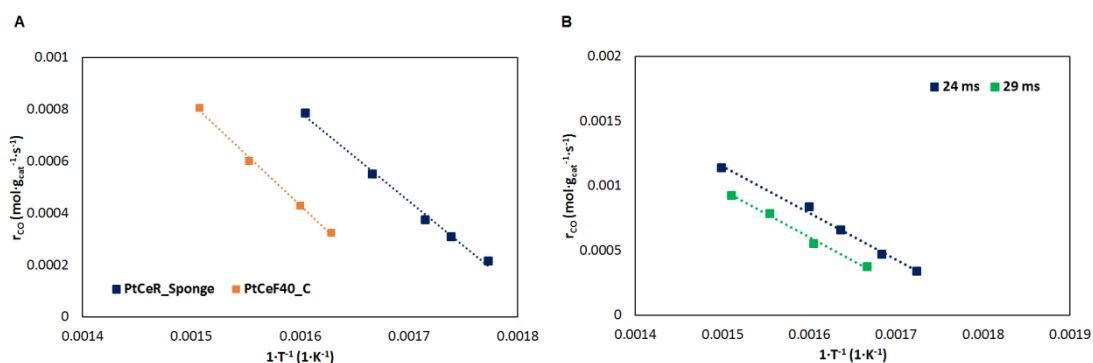 A
r_CO (mol·g_cat⁻¹·s⁻¹)
0.001
0.0008
0.0006
0.0004
0.0002
0
PtCeR_Sponge PtCeF40_C
0.0014 0.0015 0.0016 0.0017 0.0018
1·T⁻¹ (1·K⁻¹)
B
r_CO (mol·g_cat⁻¹·s⁻¹)
0.002
0.0015
0.001
0.0005
0
24 ms 29 ms
0.0014 0.0015 0.0016 0.0017 0.0018 0.0019
1·T⁻¹ (1·K⁻¹)